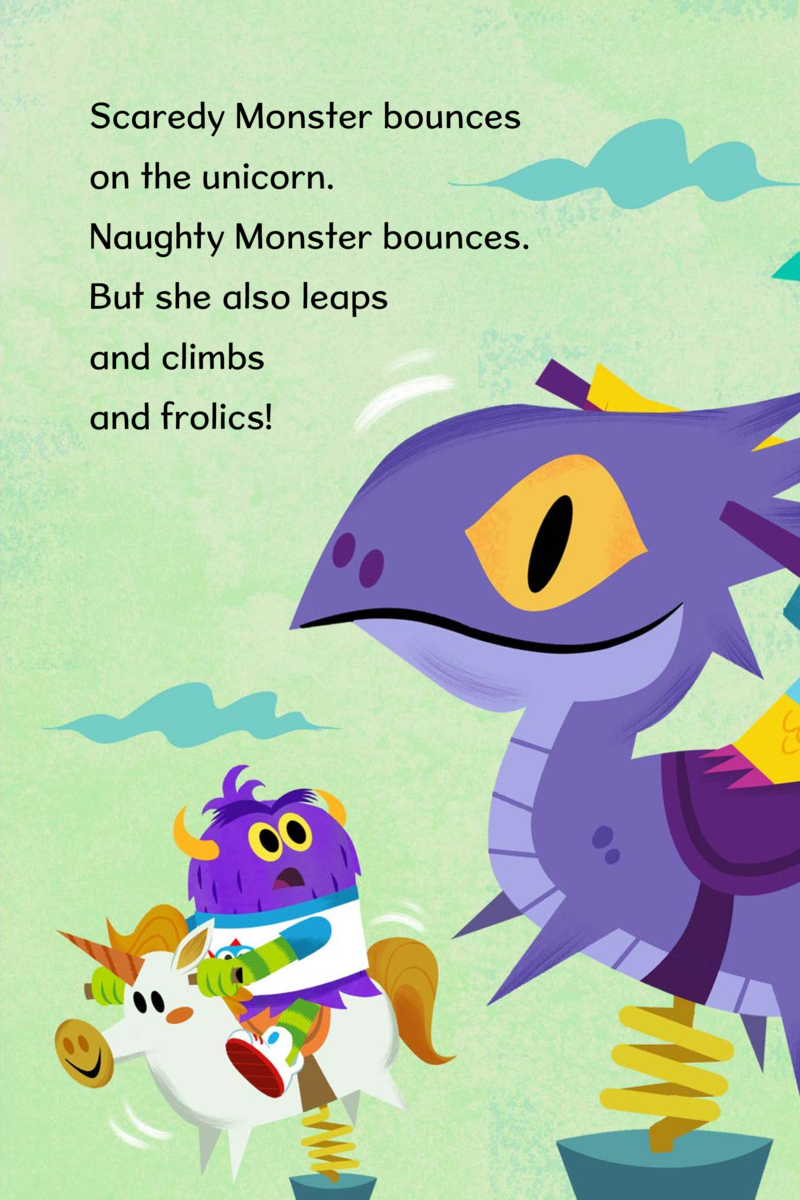 Scaredy Monster bounces
on the unicorn.
Naughty Monster bounces.
But she also leaps
and climbs
and frolics!